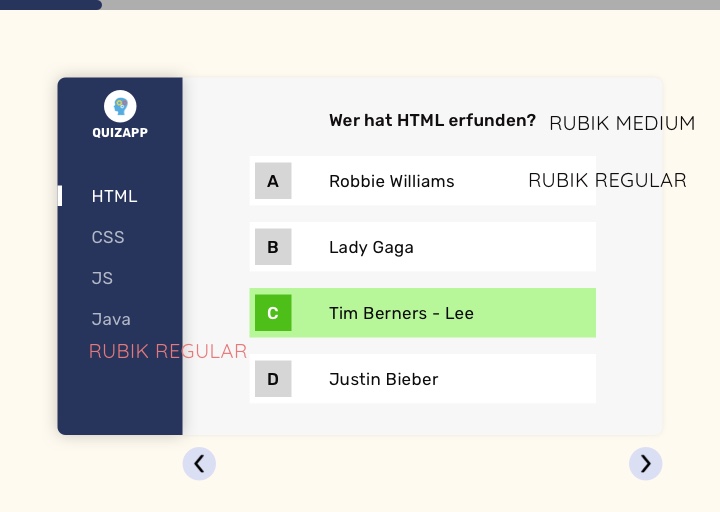 QUIZAPP
HTML
CSS
JS
Java
RUBIK REGULAR
Wer hat HTML erfunden?
RUBIK MEDIUM
A Robbie Williams
RUBIK REGULAR
B Lady Gaga
C Tim Berners - Lee
D Justin Bieber